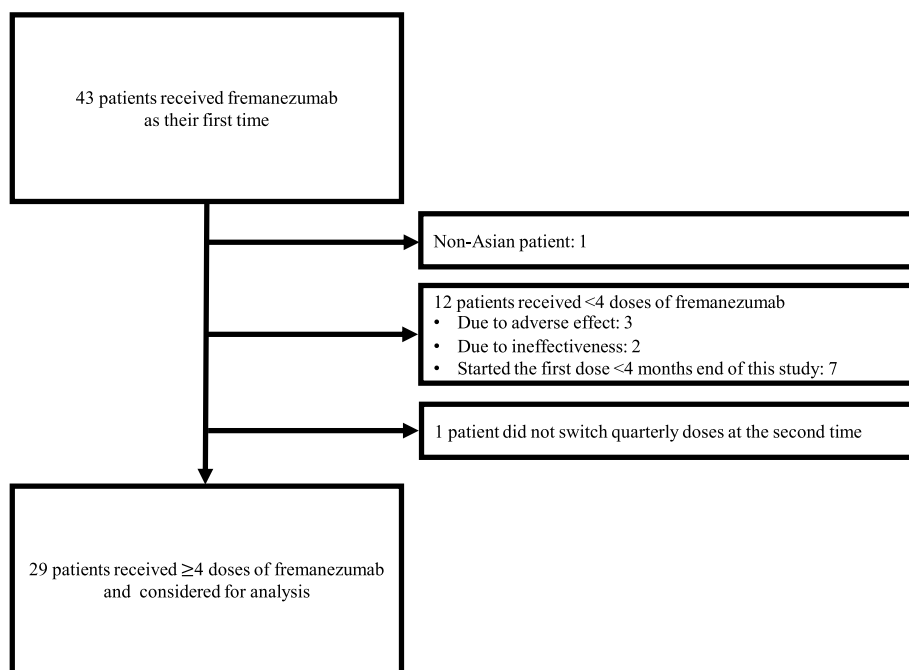 43 patients received fremanezumab
as their first time
Non-Asian patient: 1
12 patients received <4 doses of fremanezumab
• Due to adverse effect: 3
• Due to ineffectiveness: 2
• Started the first dose <4 months end of this study: 7
1 patient did not switch quarterly doses at the second time
29 patients received ≥4 doses of fremanezumab
and considered for analysis